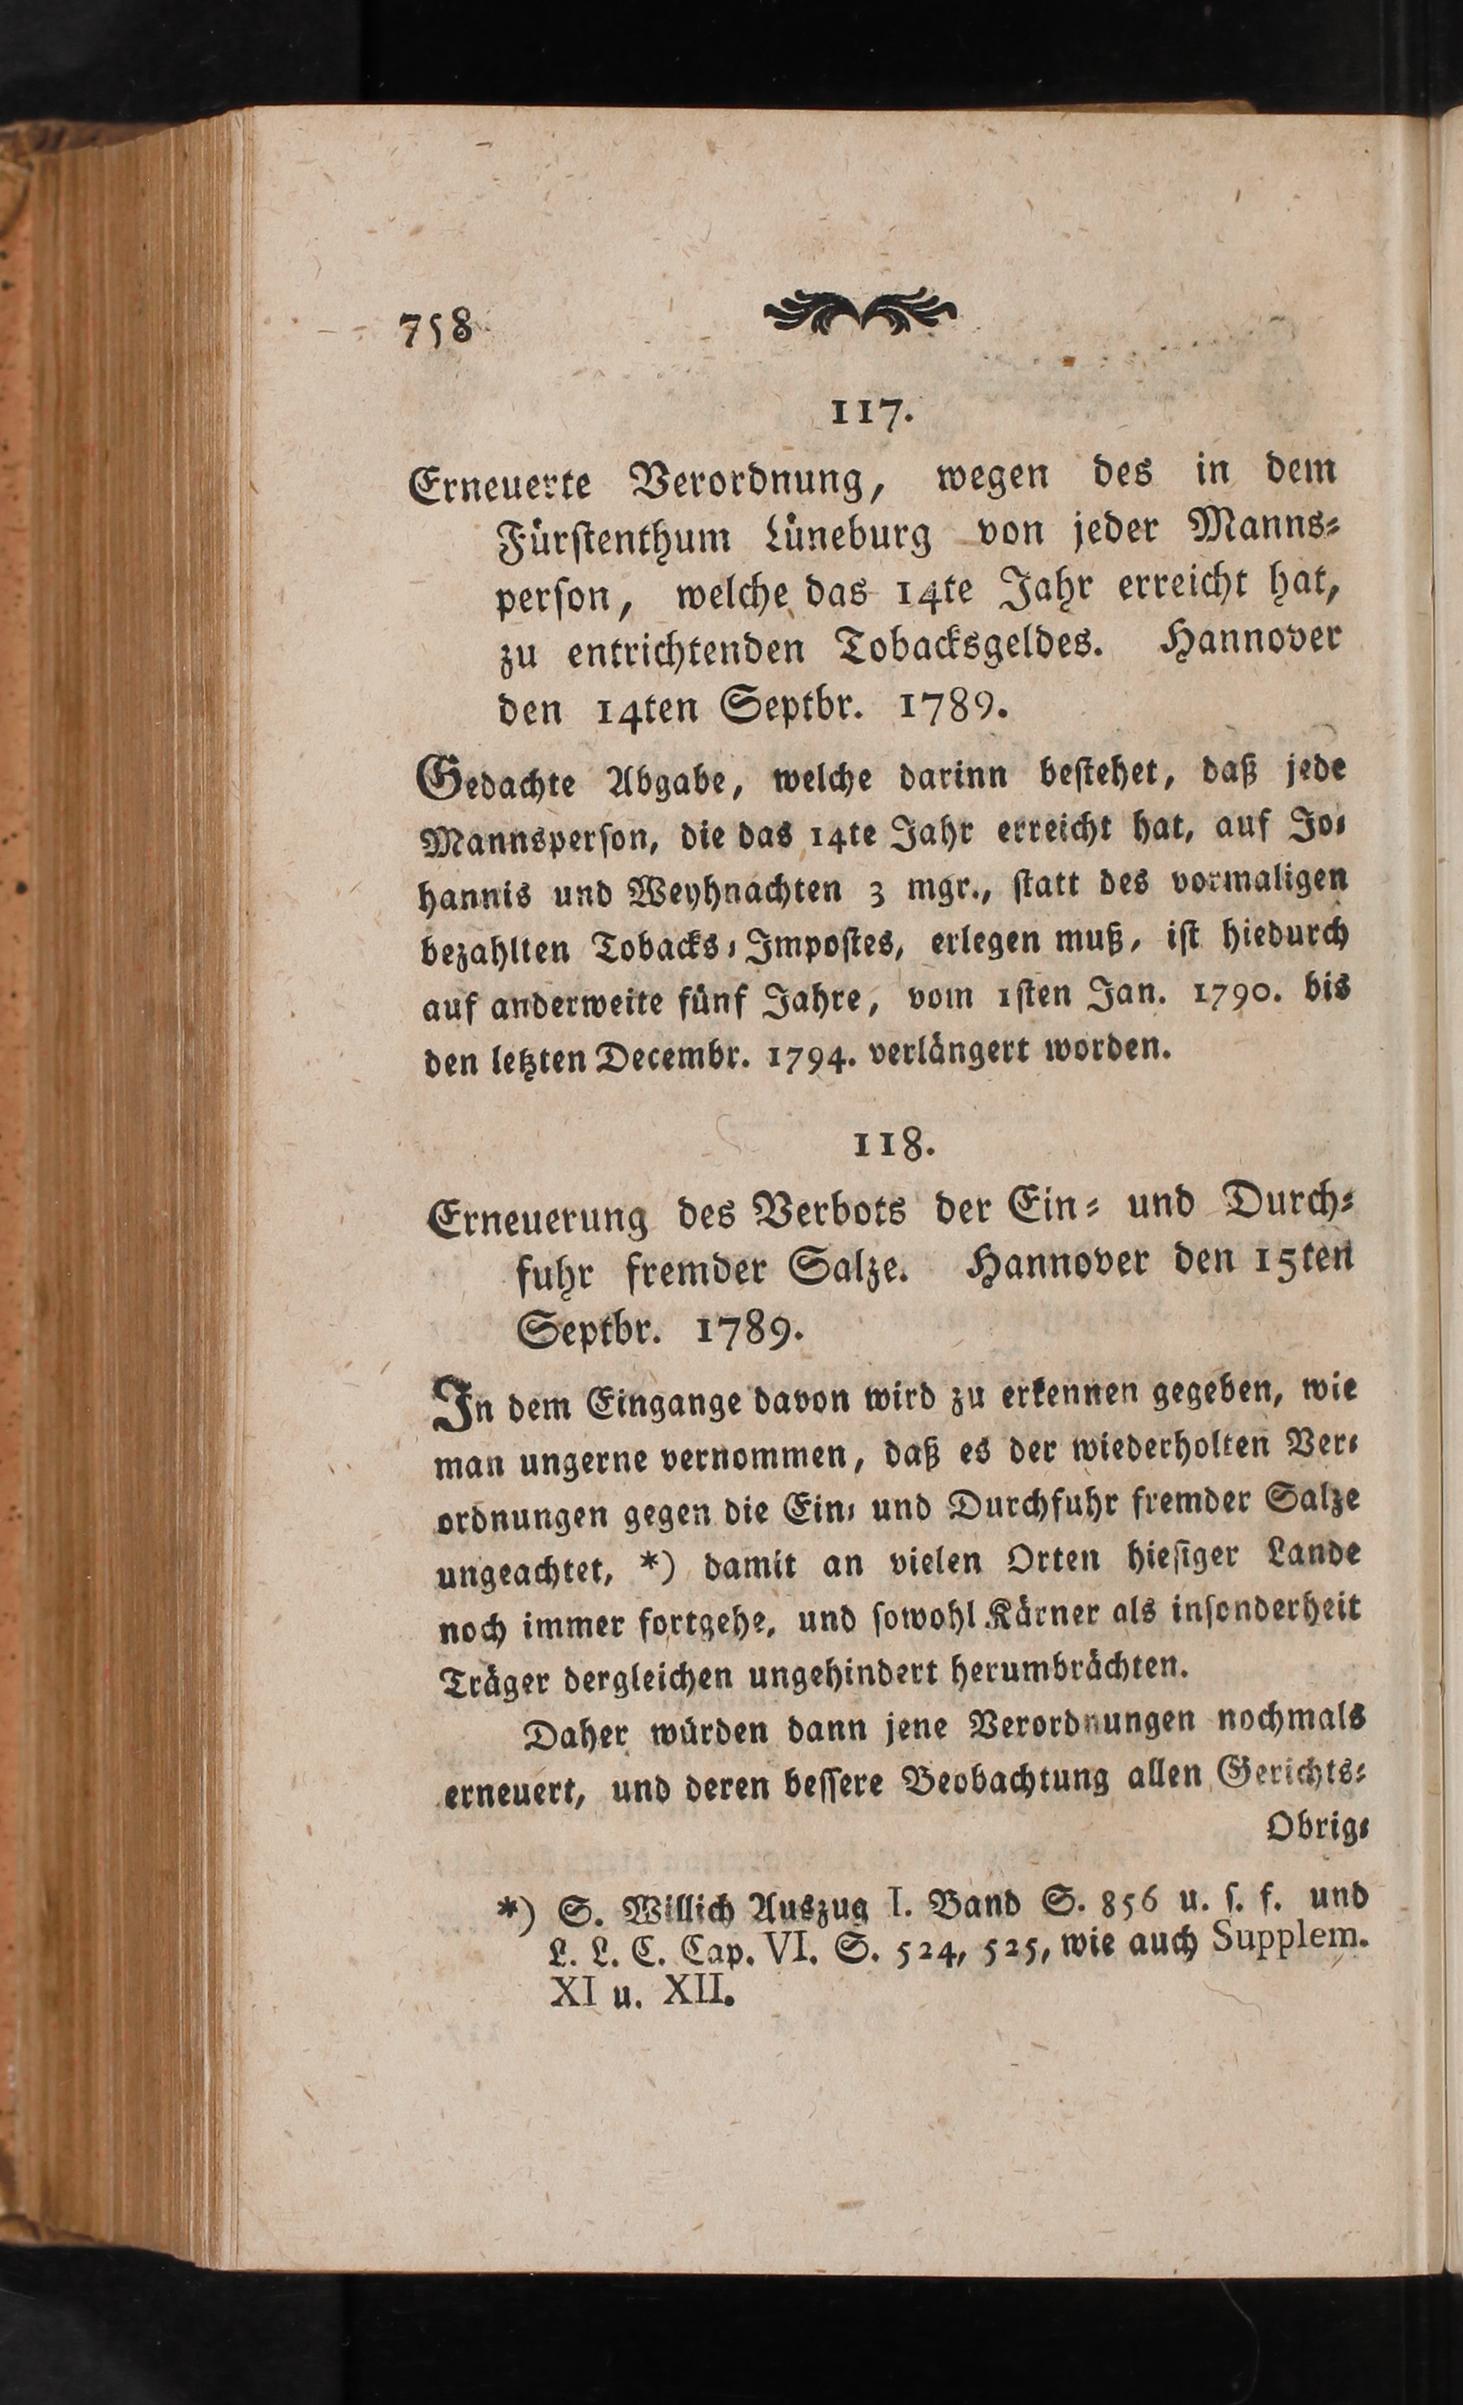 758
117.
Erneuerte Verordnung, wegen des in dem
Fürſtenthum Lüneburg von jeder Manns⸗
perſon, welche das 14te Jahr erreicht hat,
zu entrichtenden Tobacksgeldes. Hannover
den 14ten Septbr. 1789.
Gedachte Abgabe, welche darinn beſtehet, daß jede
Mannsperſon, die das 14te Jahr erreicht hat, auf Jo⸗
hannis und Weyhnachten 3 mgr., ſtatt des vormaligen
bezahlten Tobacks⸗Impoſtes, erlegen muß, iſt hiedurch
auf anderweite fünf Jahre, vom 1ſten Jan. 1790. bis
den letzten Decembr. 1794. verlängert worden.
118.
Erneuerung des Verbots der Ein⸗ und Durch⸗
fuhr fremder Salze. Hannover den 15ten
Septbr. 1789.
In dem Eingange davon wird zu erkennen gegeben, wie
man ungerne vernommen, daß es der wiederholten Ver⸗
ordnungen gegen die Ein⸗ und Durchfuhr fremder Salze
ungeachtet, *) damit an vielen Orten hieſiger Lande
noch immer fortgehe, und ſowohl Kärner als inſonderheit
Träger dergleichen ungehindert herumbrächten.
Daher würden dann jene Verordnungen nochmals
erneuert, und deren beſſere Beobachtung allen Gerichts⸗
Obrig⸗
*) S. Willich Auszug I. Band S. 856 u. ſ. f. und
L. L. C. Cap. VI. S. 524, 525, wie auch Supplem.
XI u. XII.